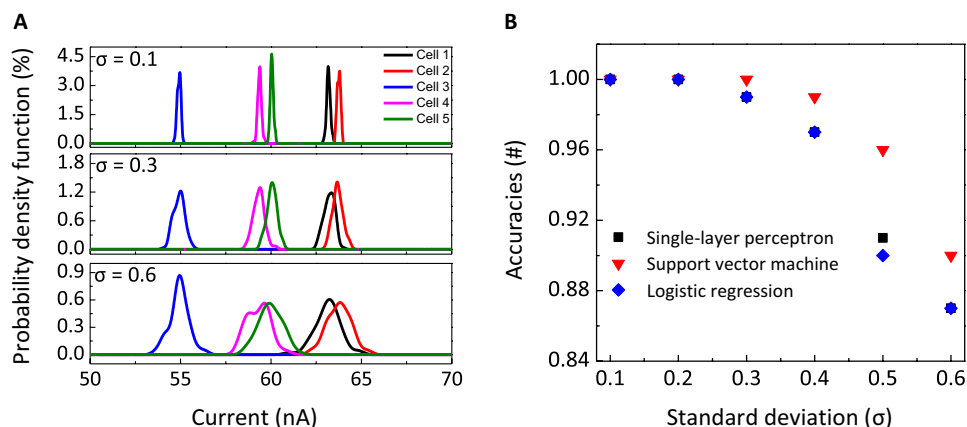 A
Probability density function (%)
σ = 0.1
4.5
3.0
1.5
0.0
Cell 1
Cell 2
Cell 3
Cell 4
Cell 5
σ = 0.3
1.8
1.2
0.6
0.0
σ = 0.6
0.9
0.6
0.3
0.0
50 55 60 65 70
Current (nA)
B
Accuracies (#)
1.00
0.96
0.92
0.88
0.84
Single-layer perceptron
Support vector machine
Logistic regression
0.1 0.2 0.3 0.4 0.5 0.6
Standard deviation (σ)